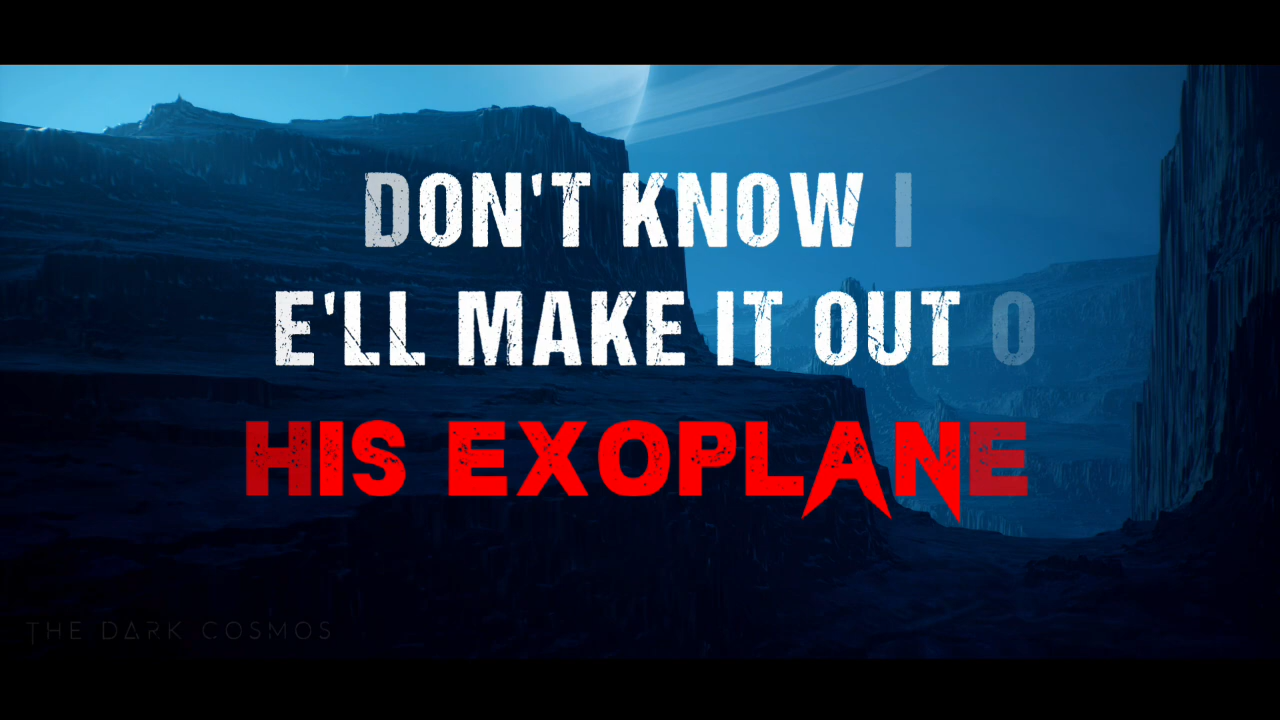 DON'T KNOW I
E'LL MAKE IT OUT O
HIS EXOPLANE
THE DARK COSMOS